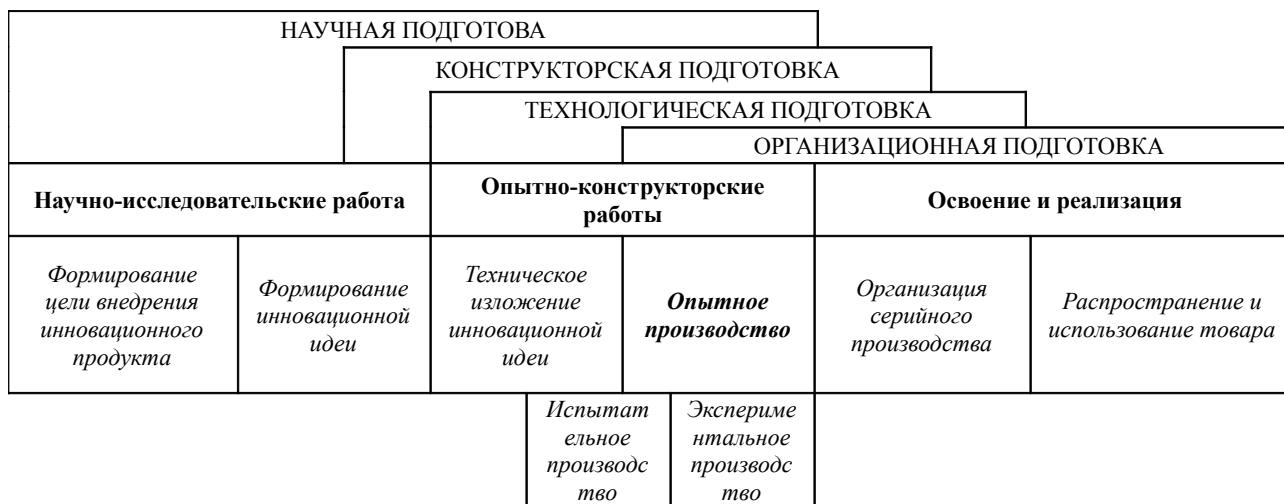 НАУЧНАЯ ПОДГОТОВА
КОНСТРУКТОРСКАЯ ПОДГОТОВКА
ТЕХНОЛОГИЧЕСКАЯ ПОДГОТОВКА
ОРГАНИЗАЦИОННАЯ ПОДГОТОВКА
Научно-исследовательские работа
Опытно-конструкторские
работы
Освоение и реализация
Формирование
цели внедрения
инновационного
продукта
Формирование
инновационной
идеи
Техническое
изложение
инновационной
идеи
Опытное
производство
Организация
серийного
производства
Распространение и
использование товара
Испытат
ельное
производс
тво
Экспериме
нтальное
производс
тво